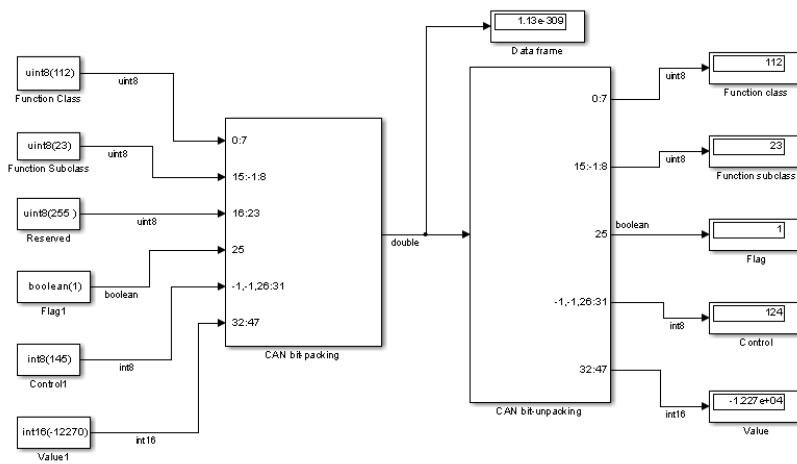 1.13e-309
Data frame
uint8(112)
uint8
Function Class
uint8(23)
uint8
Function Subclass
uint8(255 )
uint8
Reserved
boolean(1)
boolean
Flag1
int8(145)
int8
Control1
int16(-12270)
int16
Value1
0:7
15:-1:8
16:23
25
-1,-1,26:31
32:47
CAN bit-packing
double
0:7
15:-1:8
25
-1,-1,26:31
32:47
CAN bit-unpacking
uint8
112
Function class
uint8
23
Function subclass
boolean
1
Flag
int8
124
Control
int16
-1.227e+04
Value